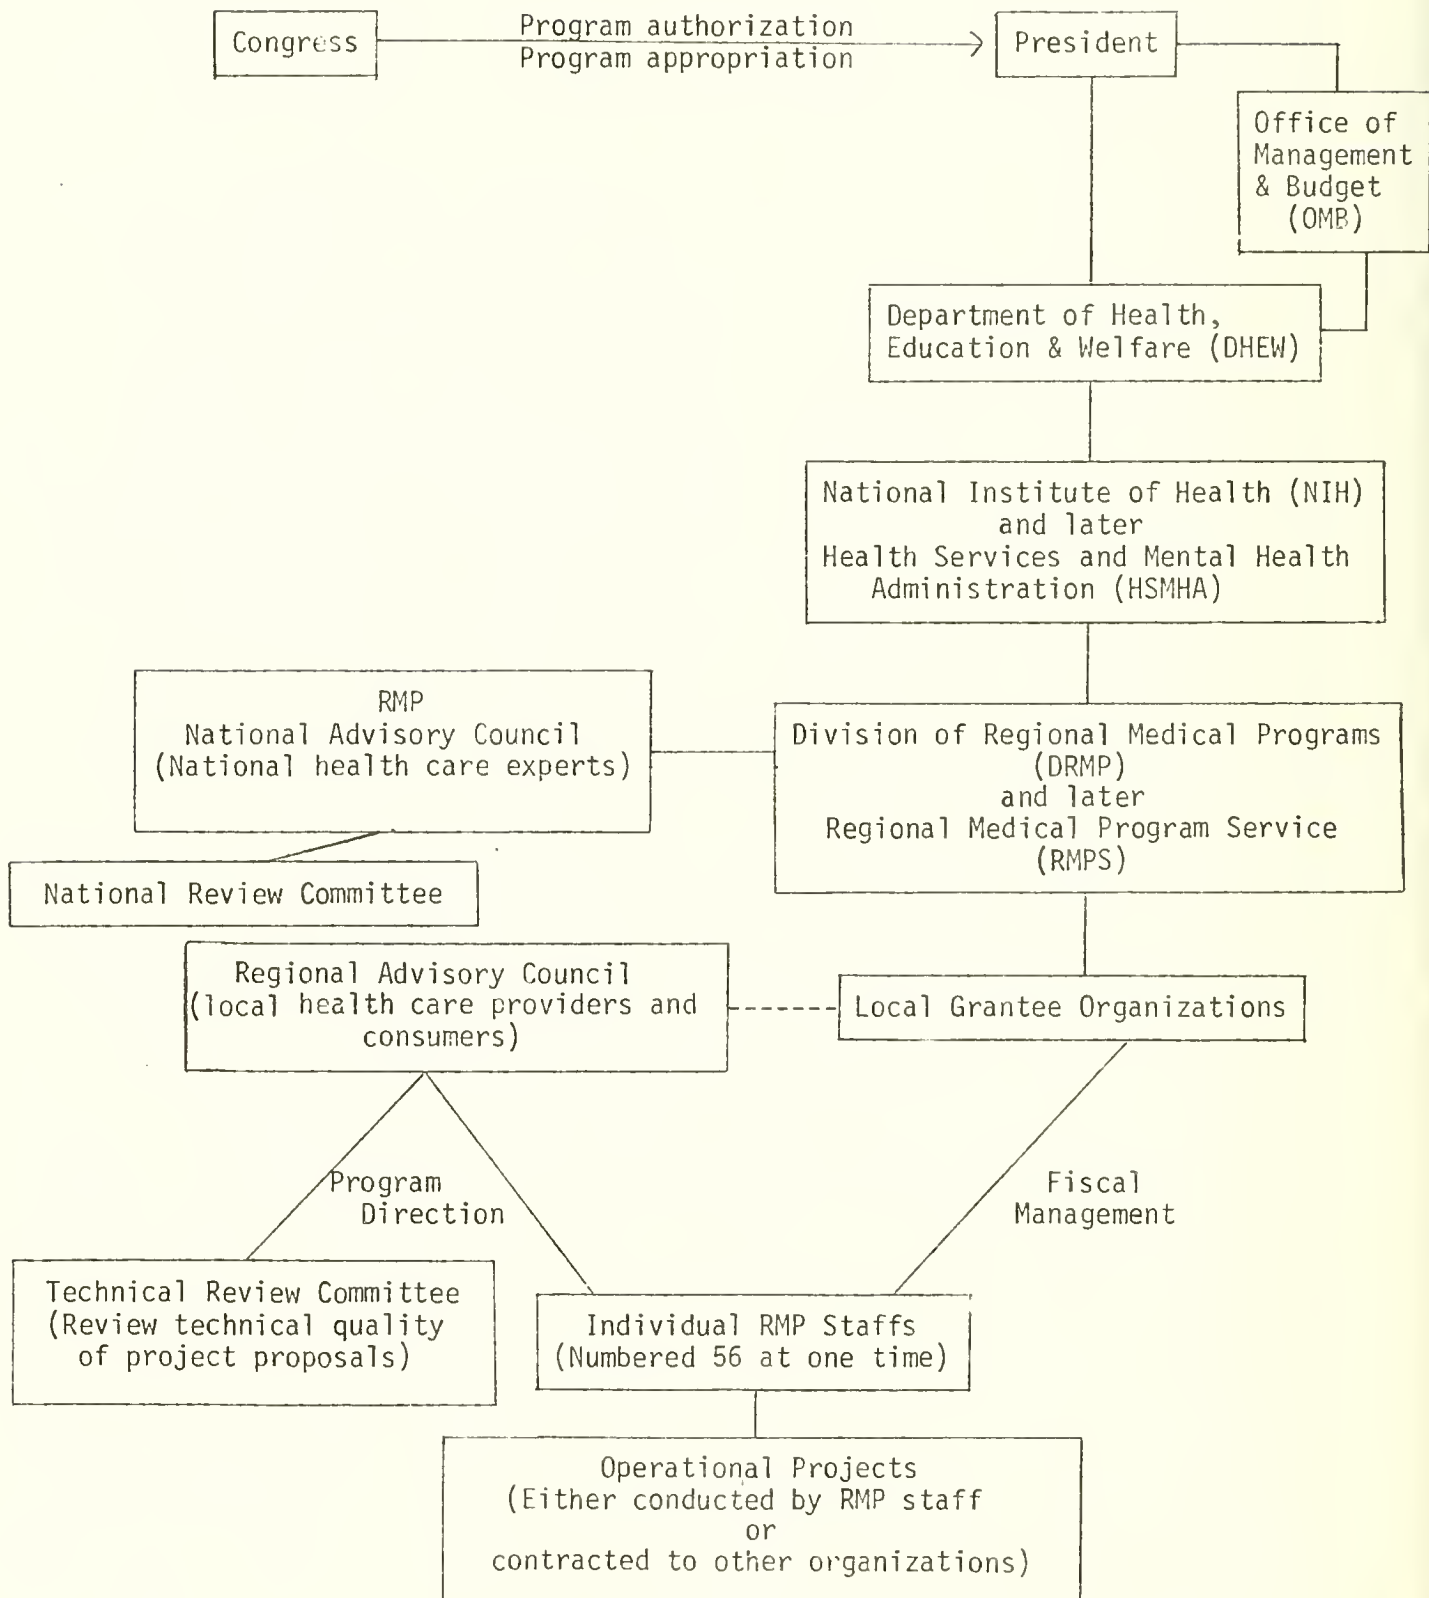 Congress
Program authorization
Program appropriation
President
Office of
Management
& Budget
(OMB)
Department of Health,
Education & Welfare (DHEW)
National Institute of Health (NIH)
and later
Health Services and Mental Health
Administration (HSMHA)
RMP
National Advisory Council
(National health care experts)
Division of Regional Medical Programs
(DRMP)
and later
Regional Medical Program Service
(RMPS)
National Review Committee
Regional Advisory Council
(local health care providers and
consumers)
Local Grantee Organizations
Program
Direction
Fiscal
Management
Technical Review Committee
(Review technical quality
of project proposals)
Individual RMP Staffs
(Numbered 56 at one time)
Operational Projects
(Either conducted by RMP staff
or
contracted to other organizations)